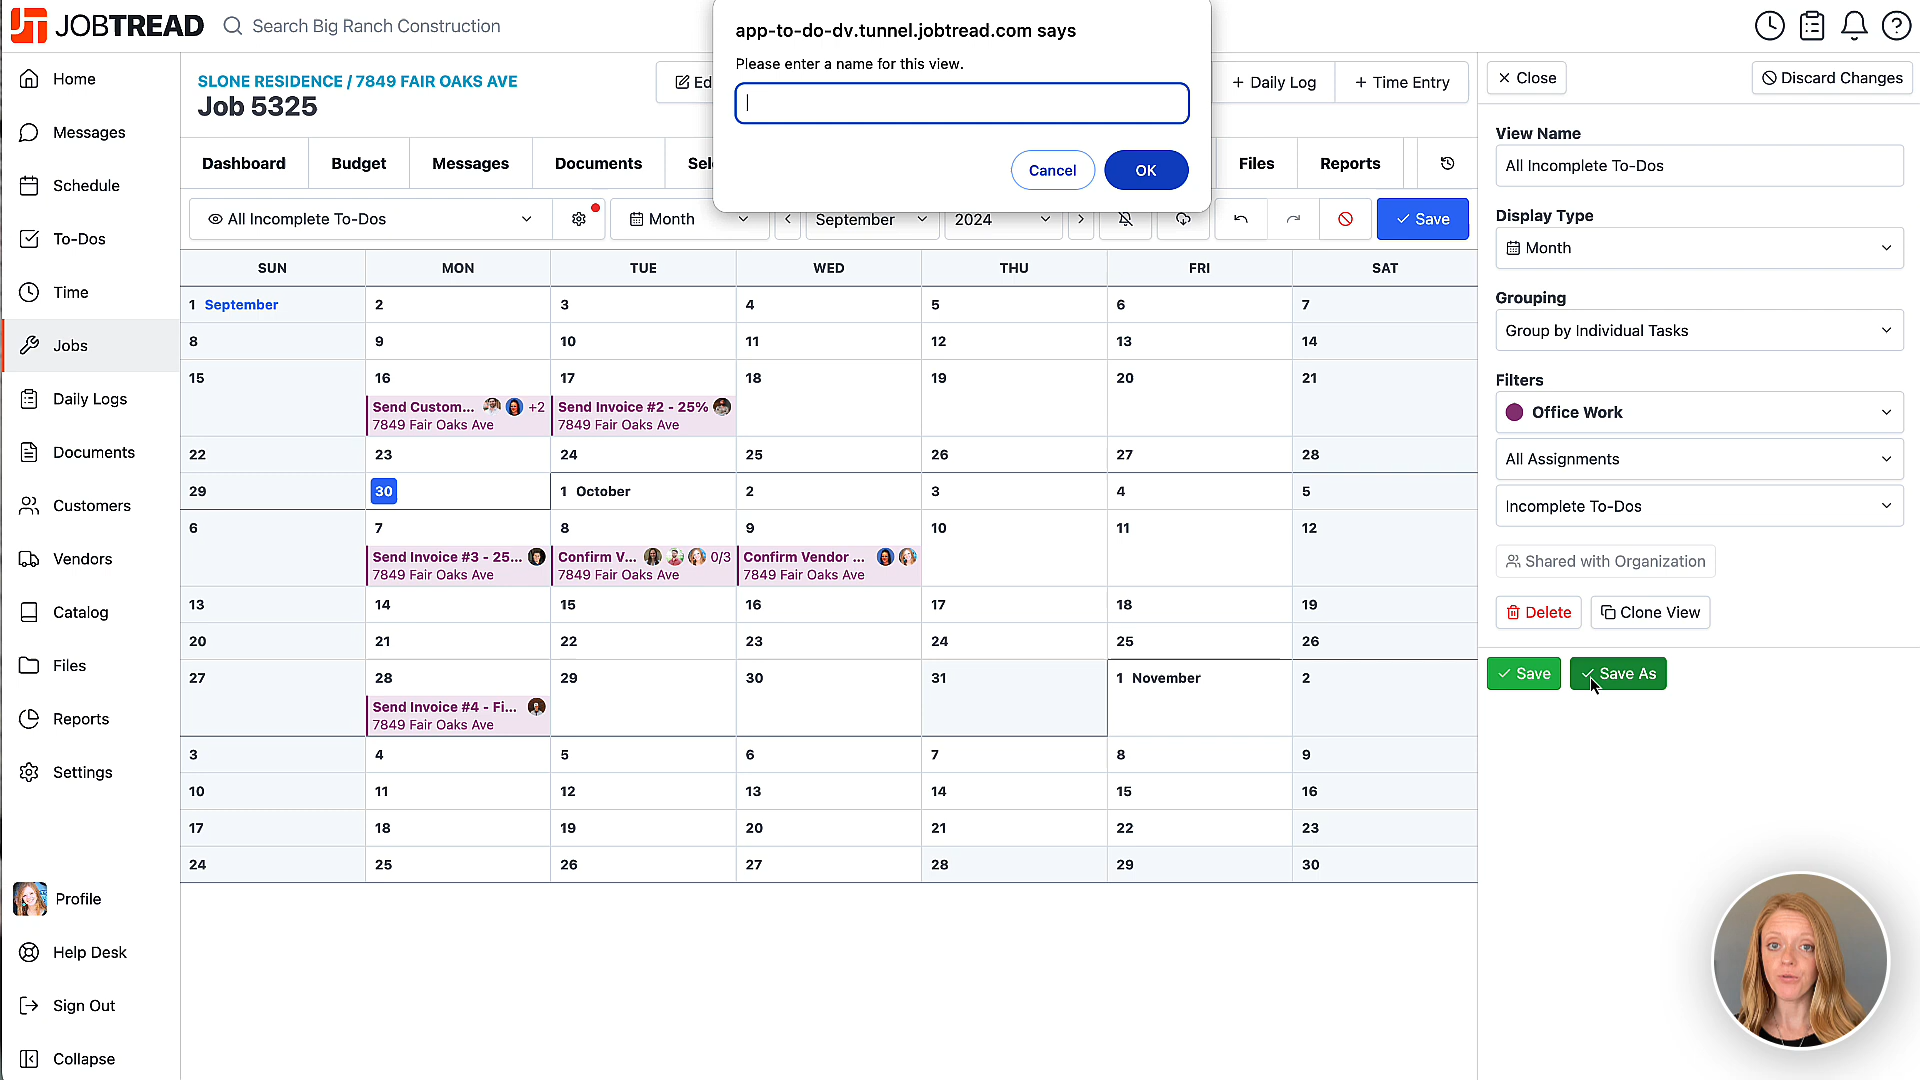 JOBTREAD
Search Big Ranch Construction
app-to-do-dv.tunnel.jobtread.com says
Please enter a name for this view.
Cancel
OK
Home
Messages
Schedule
To-Dos
Time
Jobs
Daily Logs
Documents
Customers
Vendors
Catalog
Files
Reports
Settings
Profile
Help Desk
Sign Out
Collapse
SLONE RESIDENCE / 7849 FAIR OAKS AVE
Job 5325
Ed
+ Daily Log
+ Time Entry
Dashboard
Budget
Messages
Documents
Sel
Files
Reports
All Incomplete To-Dos
Month
September
2024
Save
SUN MON TUE WED THU FRI SAT
1 September 2 3 4 5 6 7
8 9 10 11 12 13 14
15 16 17 18 19 20 21
Send Custom... +2 Send Invoice #2 - 25%
7849 Fair Oaks Ave 7849 Fair Oaks Ave
22 23 24 25 26 27 28
29 30 1 October 2 3 4 5
6 7 8 9 10 11 12
Send Invoice #3 - 25... Confirm V... 0/3 Confirm Vendor ...
7849 Fair Oaks Ave 7849 Fair Oaks Ave 7849 Fair Oaks Ave
13 14 15 16 17 18 19
20 21 22 23 24 25 26
27 28 29 30 31 1 November 2
Send Invoice #4 - Fi...
7849 Fair Oaks Ave
3 4 5 6 7 8 9
10 11 12 13 14 15 16
17 18 19 20 21 22 23
24 25 26 27 28 29 30
Close
Discard Changes
View Name
All Incomplete To-Dos
Display Type
Month
Grouping
Group by Individual Tasks
Filters
Office Work
All Assignments
Incomplete To-Dos
Shared with Organization
Delete
Clone View
Save
Save As